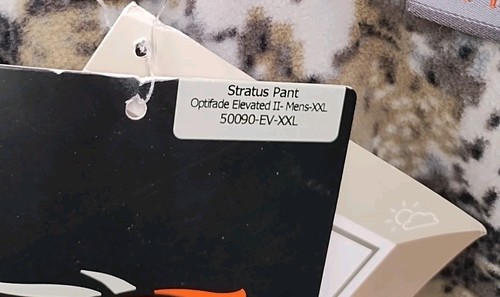 Stratus Pant
Optifade Elevated II- Mens-XXL
50090-EV-XXL